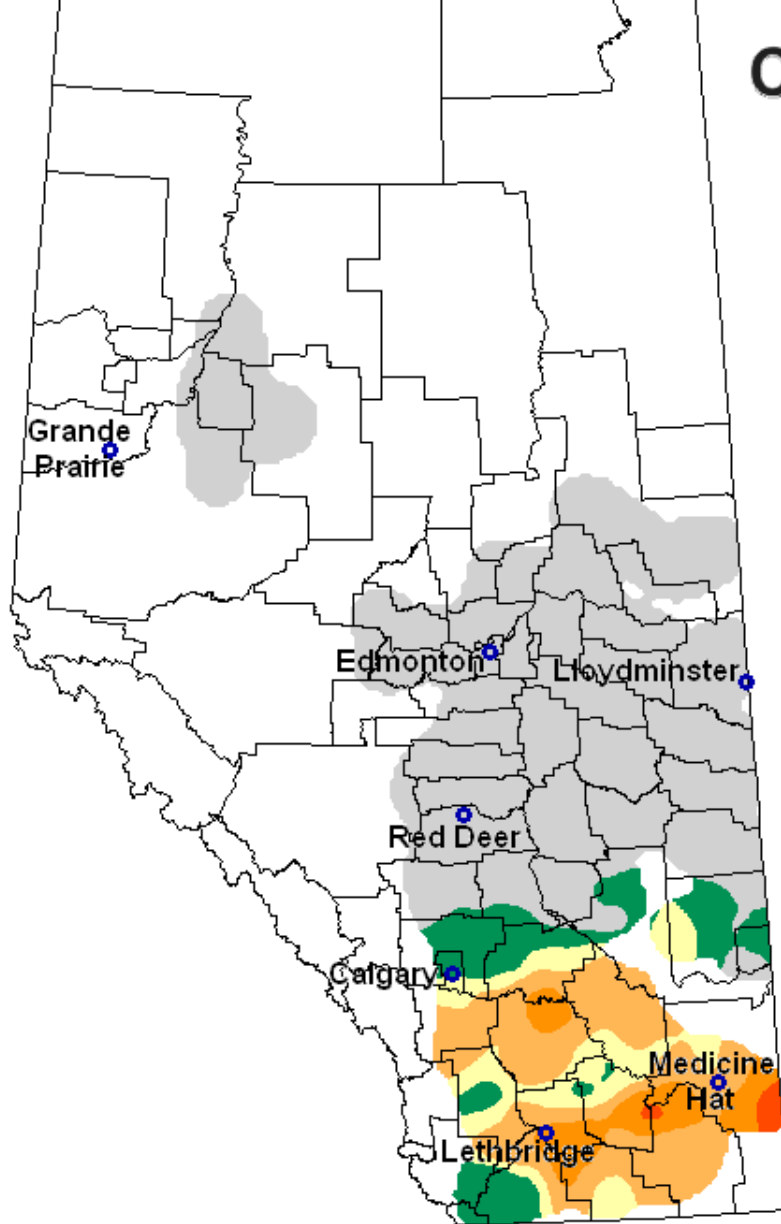 C
Grande
Prairie
Edmonton
Lloydminster
Red Deer
Calgary
Medicine
Hat
Lethbridge